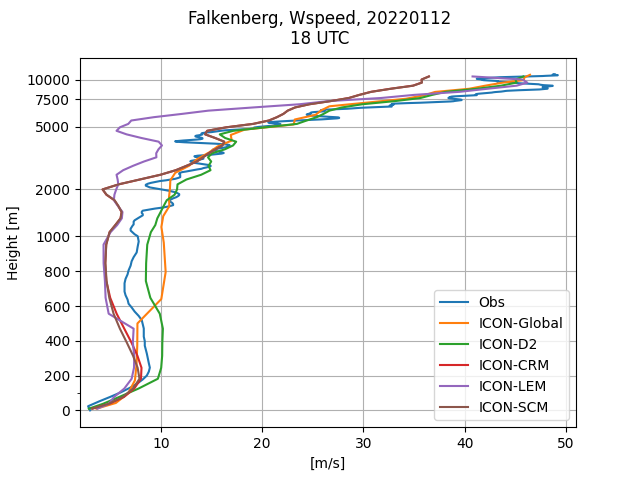 Falkenberg, Wspeed, 20220112
18 UTC
Height [m]
10000
7500
5000
2000
1000
800
600
400
200
0
Obs
ICON-Global
ICON-D2
ICON-CRM
ICON-LEM
ICON-SCM
10
20
30
40
50
[m/s]